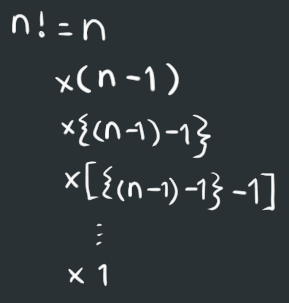 n! = n
×(n-1)
×{(n-1)-1}
×[{(n-1)-1}-1]
⋮
× 1